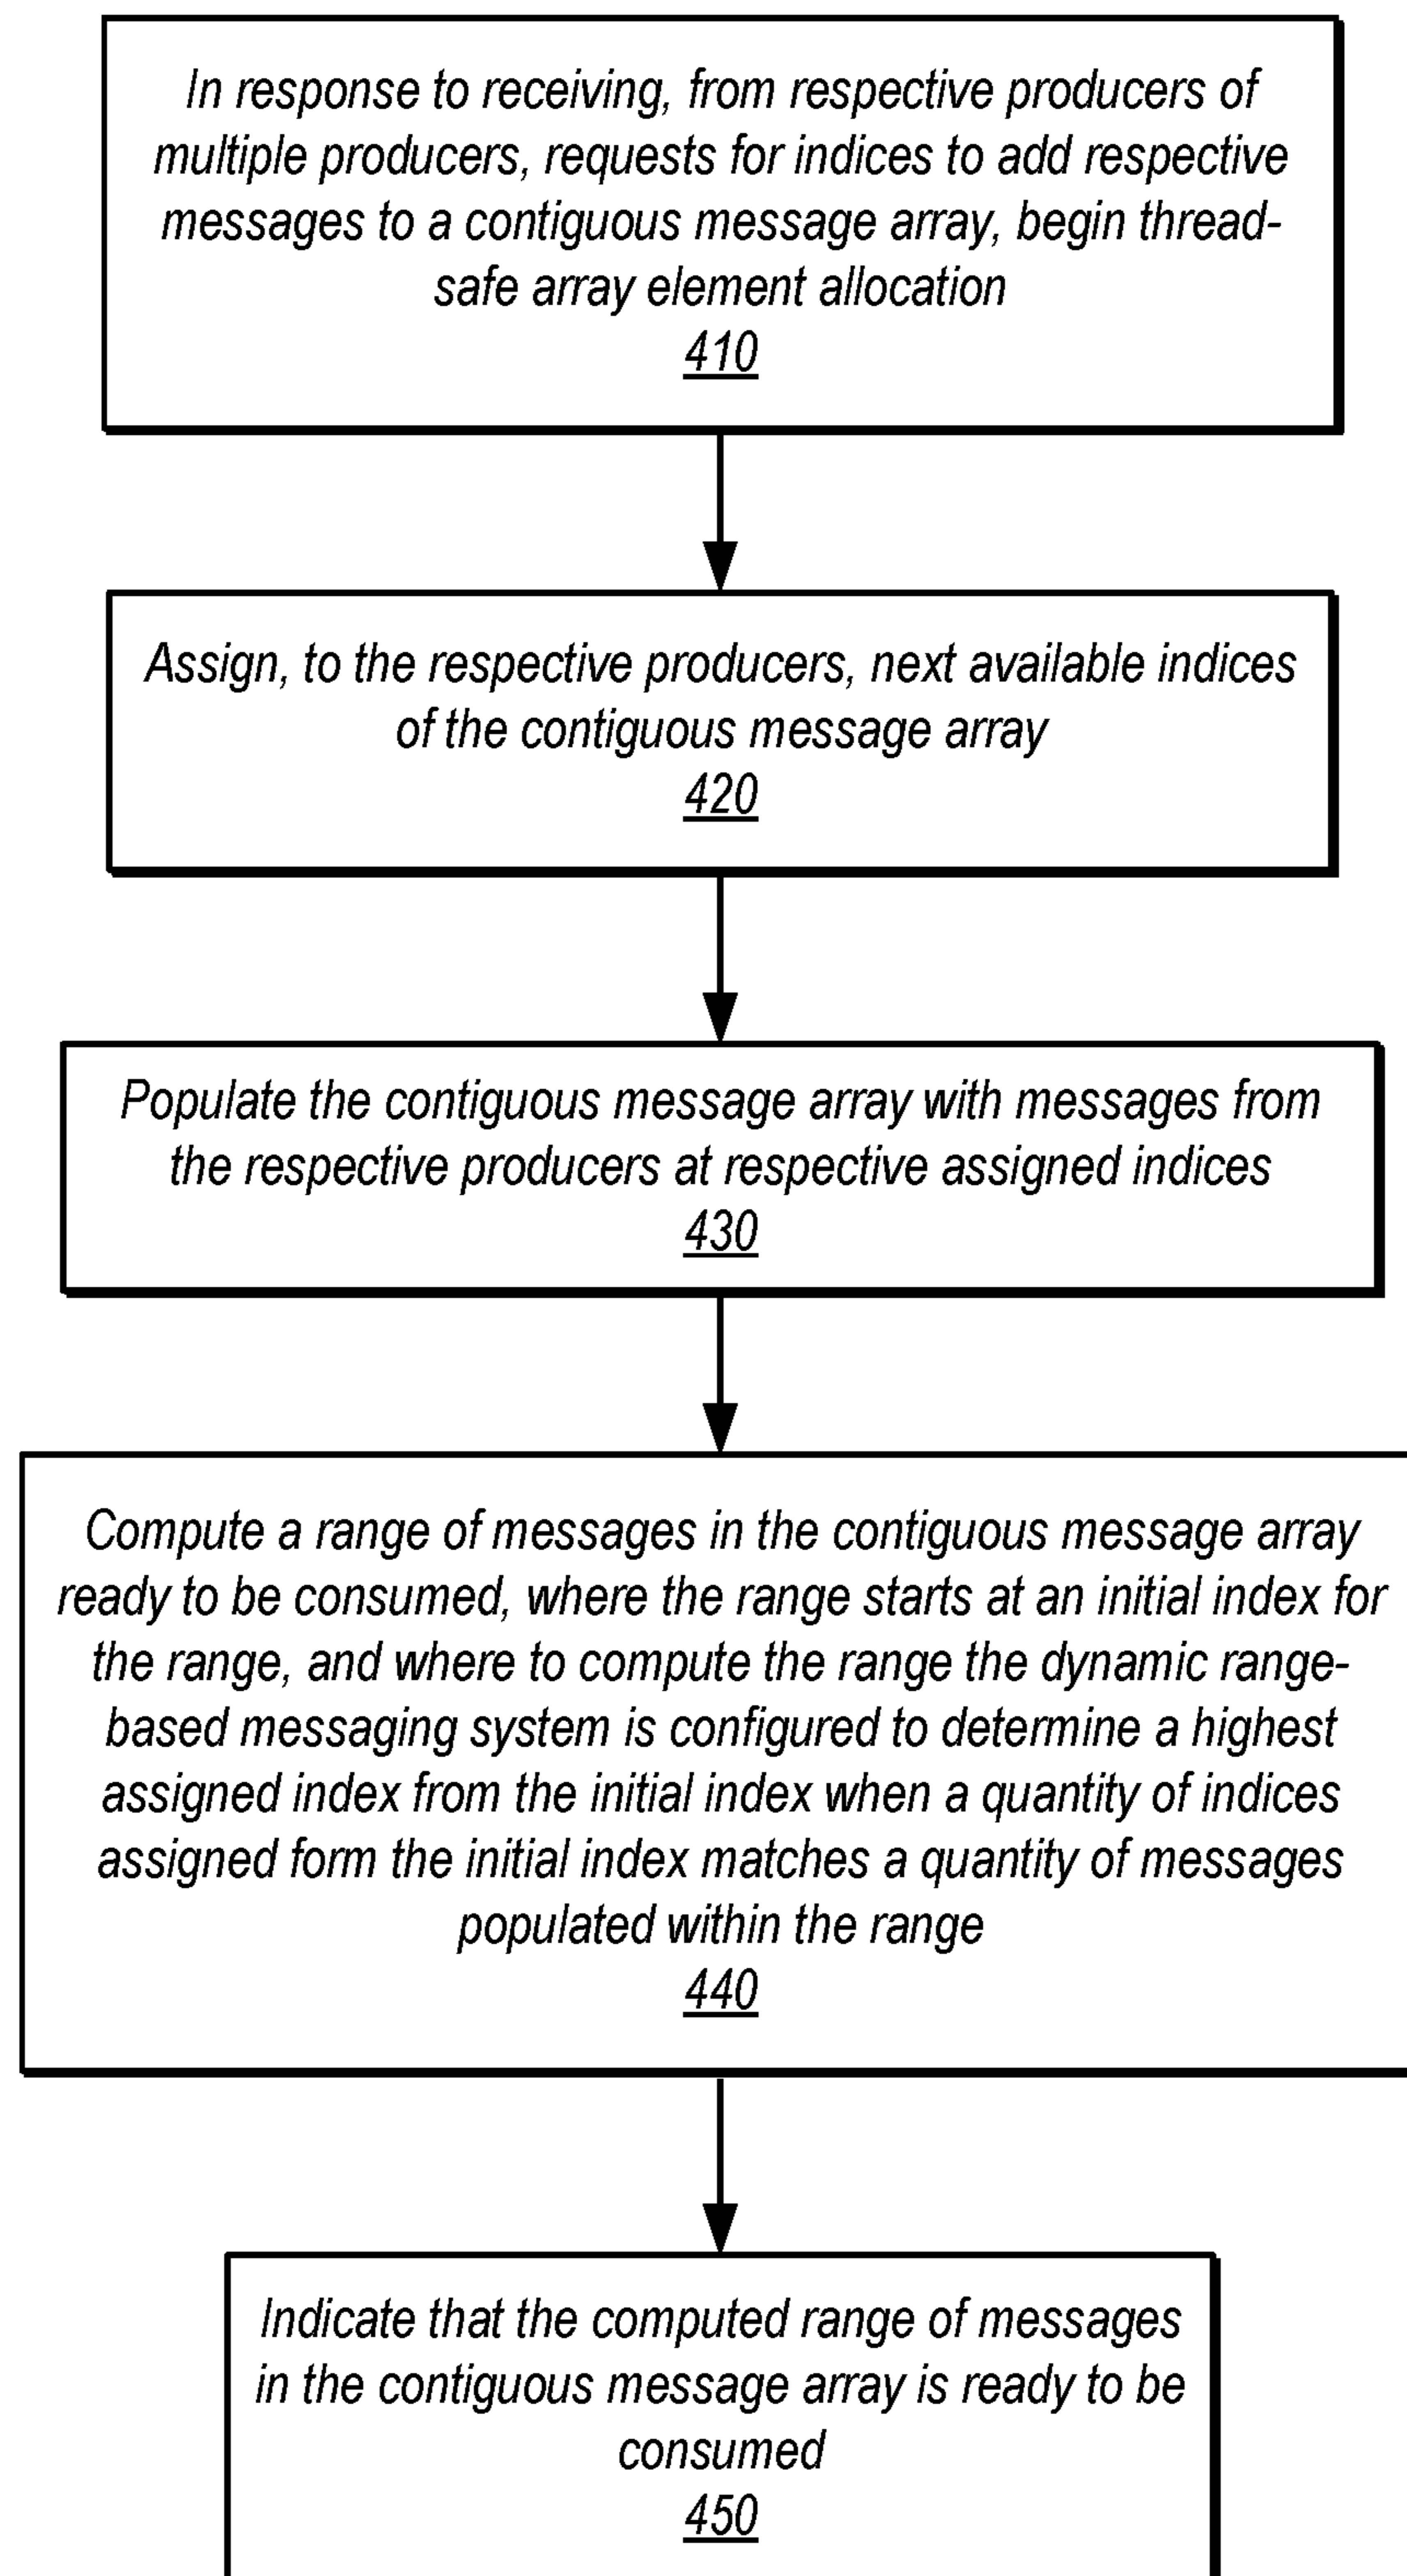 In response to receiving, from respective producers of
multiple producers, requests for indices to add respective
messages to a contiguous message array, begin thread-
safe array element allocation
410
Assign, to the respective producers, next available indices
of the contiguous message array
420
Populate the contiguous message array with messages from
the respective producers at respective assigned indices
430
Compute a range of messages in the contiguous message array
ready to be consumed, where the range starts at an initial index for
the range, and where to compute the range the dynamic range-
based messaging system is configured to determine a highest
assigned index from the initial index when a quantity of indices
assigned form the initial index matches a quantity of messages
populated within the range
440
Indicate that the computed range of messages
in the contiguous message array is ready to be
consumed
450